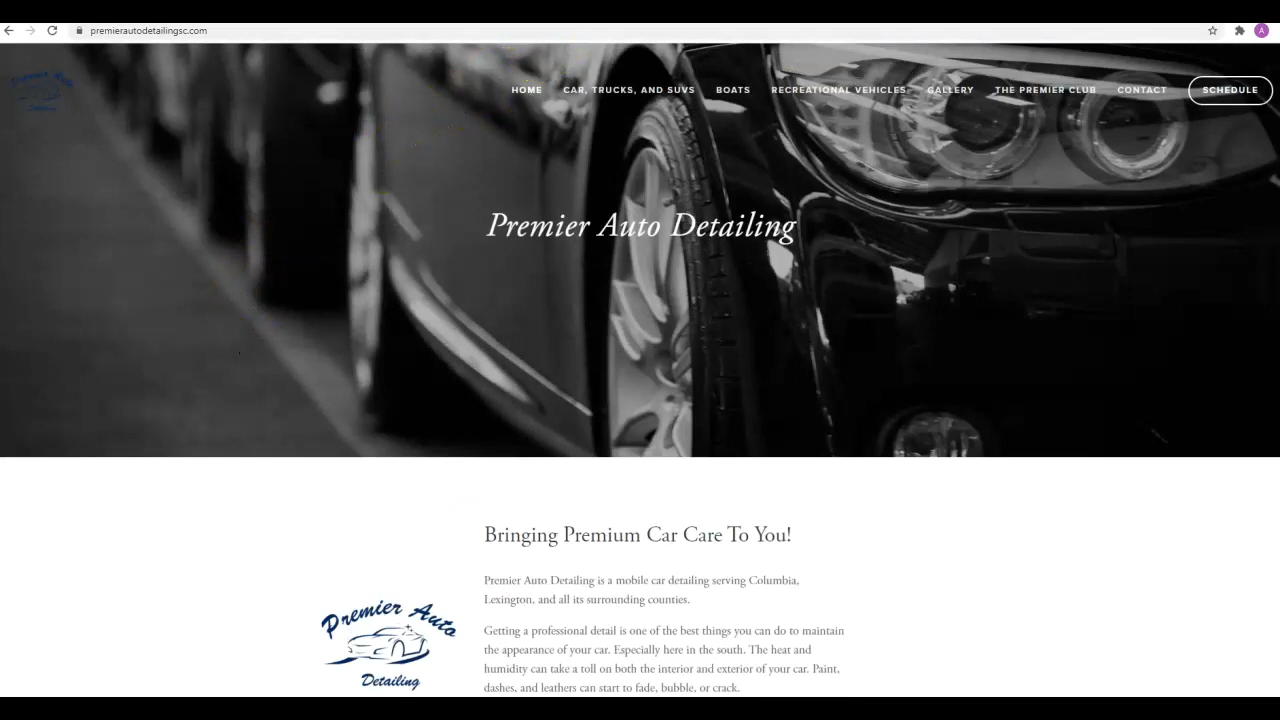 premierautodetailingsc.com
A
Premier Auto
Detailing
HOME CAR, TRUCKS, AND SUVS BOATS RECREATIONAL VEHICLES GALLERY THE PREMIER CLUB CONTACT SCHEDULE
Premier Auto Detailing
Bringing Premium Car Care To You!
Premier Auto Detailing is a mobile car detailing serving Columbia,
Lexington, and all its surrounding counties.
Getting a professional detail is one of the best things you can do to maintain
the appearance of your car. Especially here in the south. The heat and
humidity can take a toll on both the interior and exterior of your car. Paint,
dashes, and leathers can start to fade, bubble, or crack.
Premier Auto
Detailing